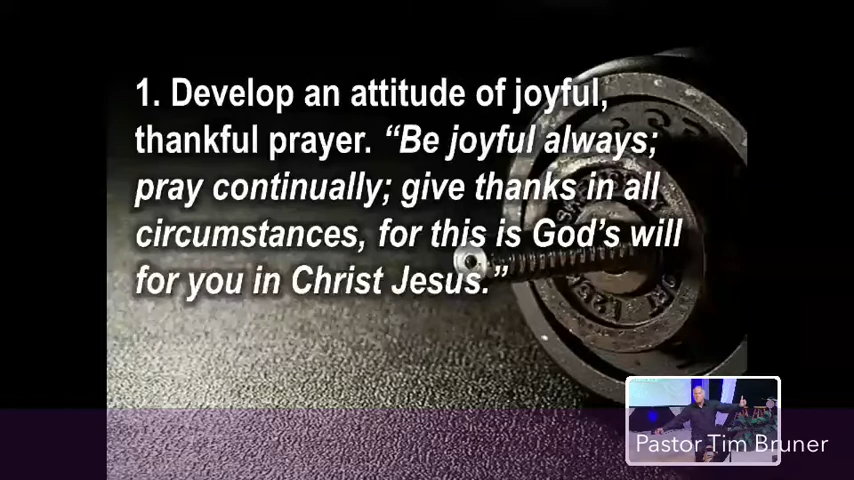 1. Develop an attitude of joyful,
thankful prayer. “Be joyful always;
pray continually; give thanks in all
circumstances, for this is God’s will
for you in Christ Jesus.”
Pastor Tim Bruner